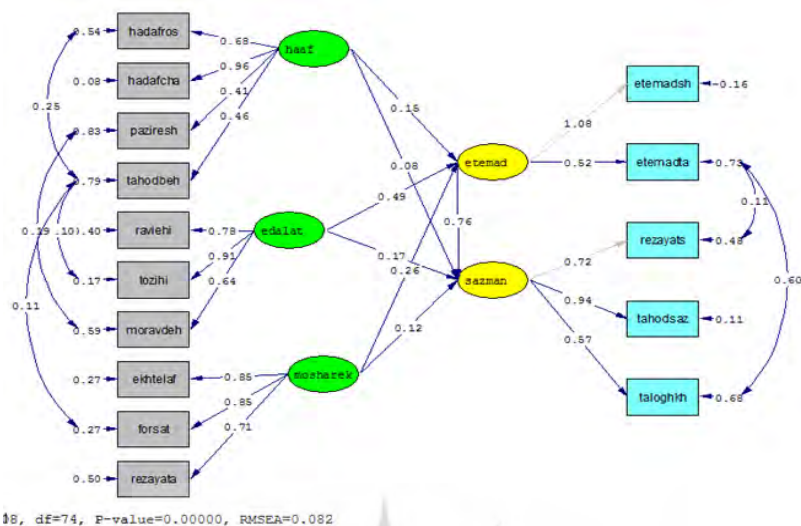 0.54 hadafros
0.68
haaf
0.08 hadafcha
0.96
etemadsh -0.16
0.25
0.41
0.83 paziresh
0.46
0.15
1.08
etemad
0.52 etemadta 0.73
0.79 tahodbeh
0.08
0.49
0.11
0.19 .10 .40 raviehi 0.78
edalat
0.76
rezayats 0.48
0.91
0.17
0.72
0.17 tozihi
0.64
0.26
sazman
0.60
0.94
0.11
0.59 moravdeh
0.12
0.57
tahodsaz 0.11
0.27 ekhtelaf 0.85
mosharek
0.85
taloghkh 0.68
0.27 forsat
0.71
0.50 rezayata
8, df=74, P-value=0.00000, RMSEA=0.082